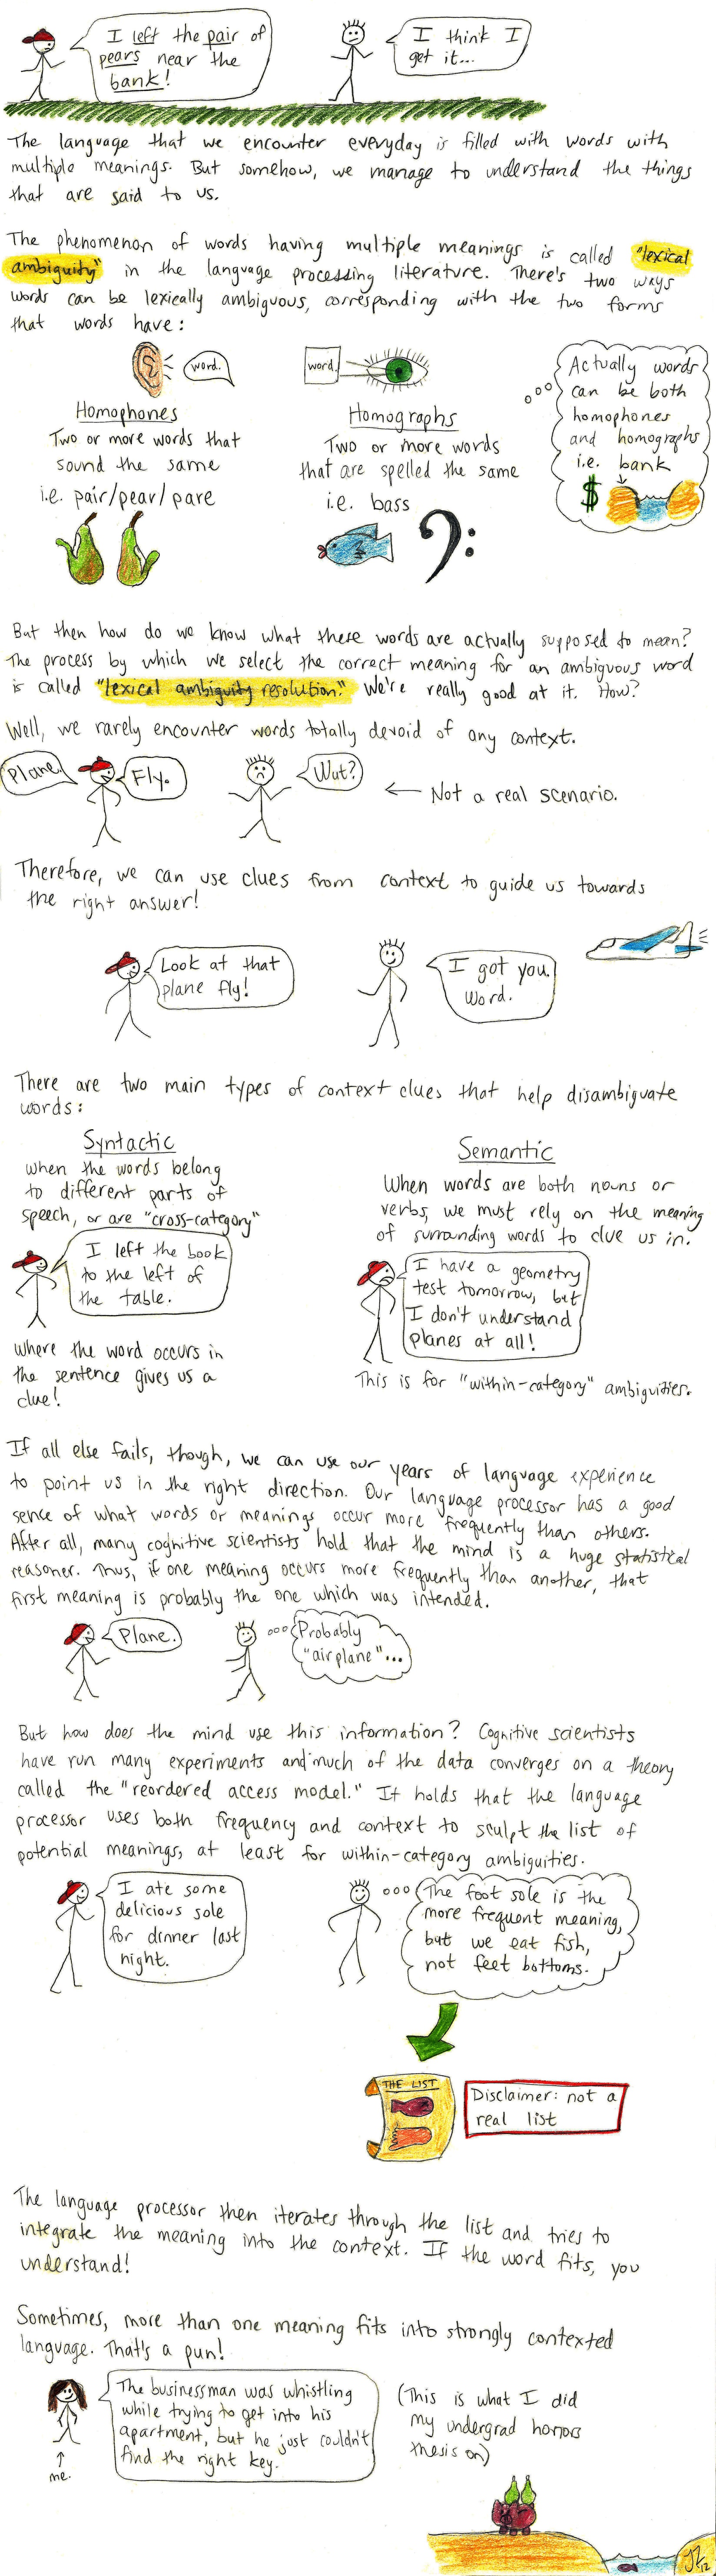 I left the pair of
pears near the
bank!
I think I
get it...
The language that we encounter everyday is filled with words with
multiple meanings. But somehow, we manage to understand the things
that are said to us.
The phenomenon of words having multiple meanings is called "lexical
ambiguity" in the language processing literature. There's two ways
words can be lexically ambiguous, corresponding with the two forms
that words have:
word.
word.
Homophones
Two or more words that
sound the same
i.e. pair/pear/pare
Homographs
Two or more words
that are spelled the same
i.e. bass
Actually words
can be both
homophones
and homographs
i.e. bank
$
But then how do we know what these words are actually supposed to mean?
The process by which we select the correct meaning for an ambiguous word
is called "lexical ambiguity resolution." We're really good at it. How?
Well, we rarely encounter words totally devoid of any context.
Plane.
Fly.
Wut?
← Not a real scenario.
Therefore, we can use clues from context to guide us towards
the right answer!
Look at that
plane fly!
I got you.
Word.
There are two main types of context clues that help disambiguate
words:
Syntactic
when the words belong
to different parts of
speech, or are "cross-category"
I left the book
to the left of
the table.
where the word occurs in
the sentence gives us a
clue!
Semantic
When words are both nouns or
verbs, we must rely on the meaning
of surrounding words to clue us in.
I have a geometry
test tomorrow, but
I don't understand
planes at all!
This is for "within-category" ambiguities.
If all else fails, though, we can use our years of language experience
to point us in the right direction. Our language processor has a good
sense of what words or meanings occur more frequently than others.
After all, many cognitive scientists hold that the mind is a huge statistical
reasoner. Thus, if one meaning occurs more frequently than another, that
first meaning is probably the one which was intended.
Plane.
Probably
"airplane"...
But how does the mind use this information? Cognitive scientists
have run many experiments and much of the data converges on a theory
called the "reordered access model." It holds that the language
processor uses both frequency and context to sculpt the list of
potential meanings, at least for within-category ambiguities.
I ate some
delicious sole
for dinner last
night.
The foot sole is the
more frequent meaning,
but we eat fish,
not feet bottoms.
THE LIST
Disclaimer: not a
real list
The language processor then iterates through the list and tries to
integrate the meaning into the context. If the word fits, you
understand!
Sometimes, more than one meaning fits into strongly contexted
language. That's a pun!
The businessman was whistling
while trying to get into his
apartment, but he just couldn't
find the right key.
me.
(This is what I did
my undergrad honors
thesis on)
JZ 12